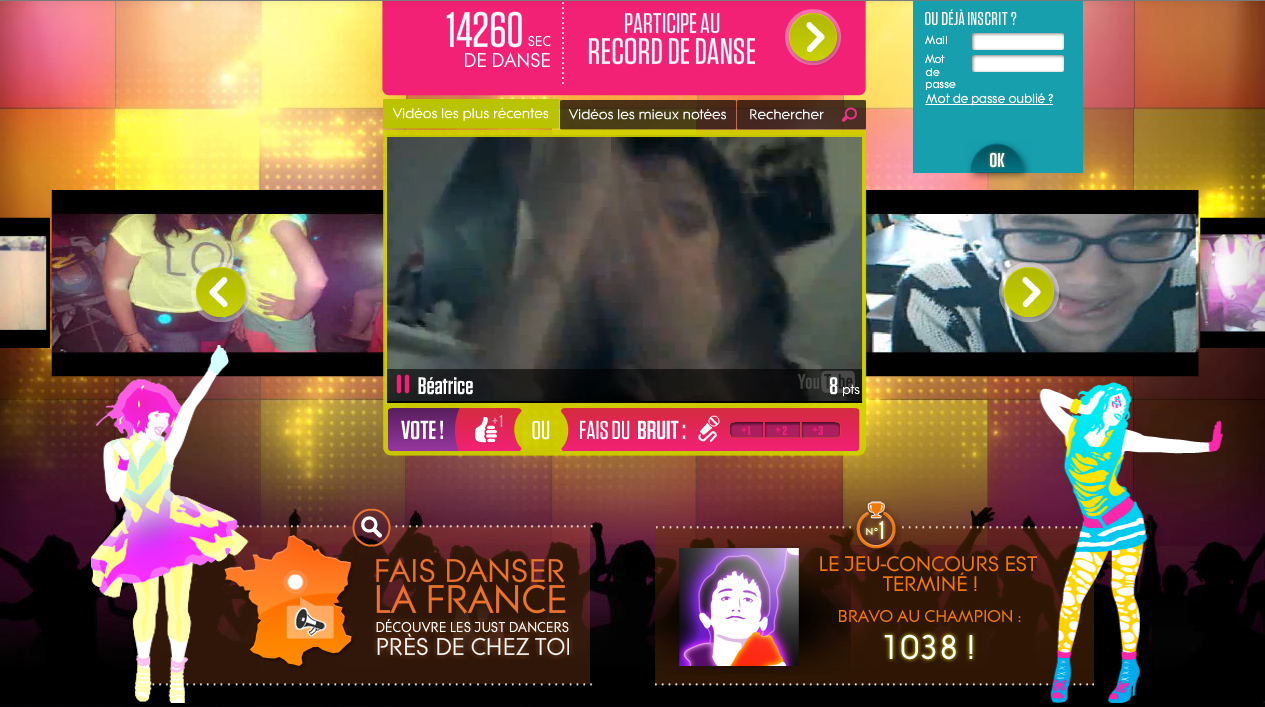 14260 SEC
DE DANSE
PARTICIPE AU
RECORD DE DANSE
OU DÉJÀ INSCRIT ?
Mail
Mot
de
passe
Mot de passe oublié ?
OK
Vidéos les plus récentes
Vidéos les mieux notées
Rechercher
LO
Béatrice
YouTube
8 pts
VOTE !
+1
OU
FAIS DU BRUIT :
+1 +2 +3
FAIS DANSER
LA FRANCE
DÉCOUVRE LES JUST DANCERS
PRÈS DE CHEZ TOI
N°1
LE JEU-CONCOURS EST
TERMINÉ !
BRAVO AU CHAMPION :
1038 !